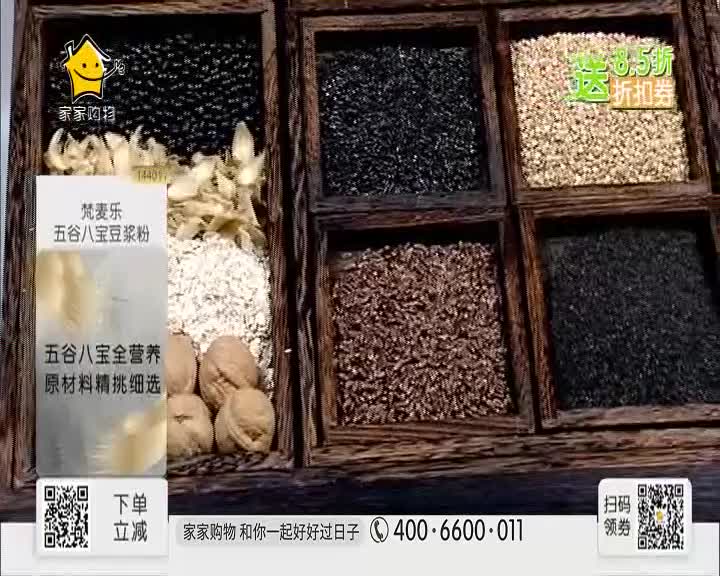 购
家家购物
送
8.5折
折扣券
144017
梵麦乐
五谷八宝豆浆粉
五谷八宝全营养
原材料精挑细选
下单
立减
家家购物 和你一起好好过日子
400·6600·011
扫码
领券